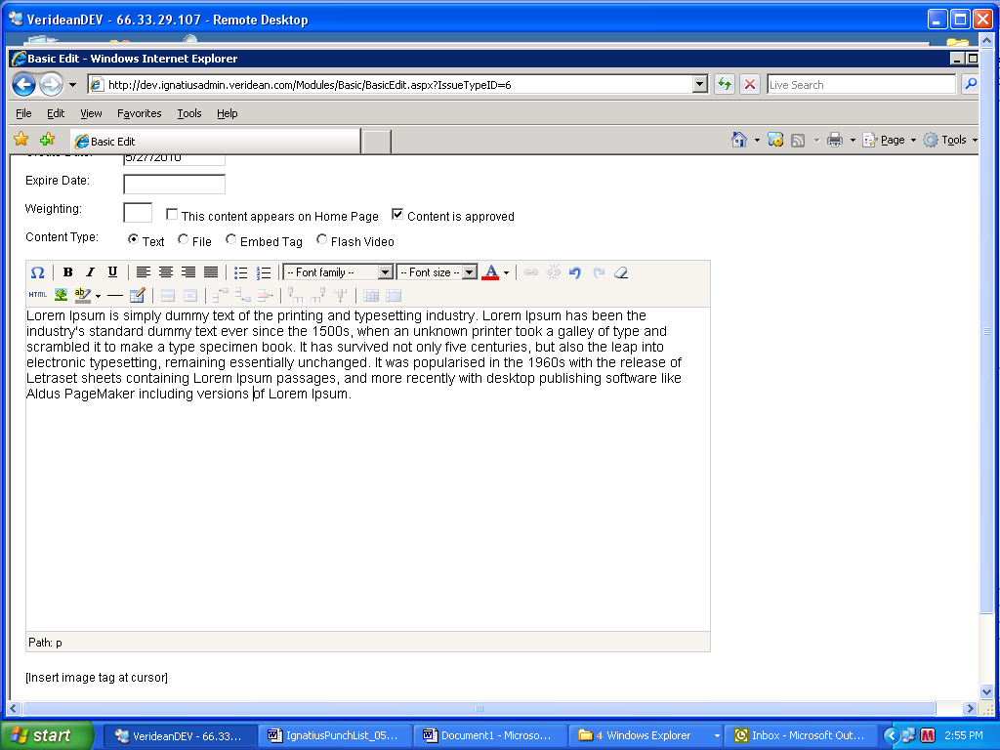 VerideanDEV - 66.33.29.107 - Remote Desktop
Basic Edit - Windows Internet Explorer
http://dev.ignatiusadmin.veridean.com/Modules/Basic/BasicEdit.aspx?IssueTypeID=6
Live Search
File Edit View Favorites Tools Help
Basic Edit
Page Tools
5/27/2010
Expire Date:
Weighting: This content appears on Home Page Content is approved
Content Type: Text File Embed Tag Flash Video
Ω B I U -- Font family -- -- Font size -- A
HTML ab
Lorem Ipsum is simply dummy text of the printing and typesetting industry. Lorem Ipsum has been the
industry's standard dummy text ever since the 1500s, when an unknown printer took a galley of type and
scrambled it to make a type specimen book. It has survived not only five centuries, but also the leap into
electronic typesetting, remaining essentially unchanged. It was popularised in the 1960s with the release of
Letraset sheets containing Lorem Ipsum passages, and more recently with desktop publishing software like
Aldus PageMaker including versions of Lorem Ipsum.
Path: p
[Insert image tag at cursor]
start VerideanDEV - 66.33... IgnatiusPunchList_05... Document1 - Microso... 4 Windows Explorer Inbox - Microsoft Out... 2:55 PM